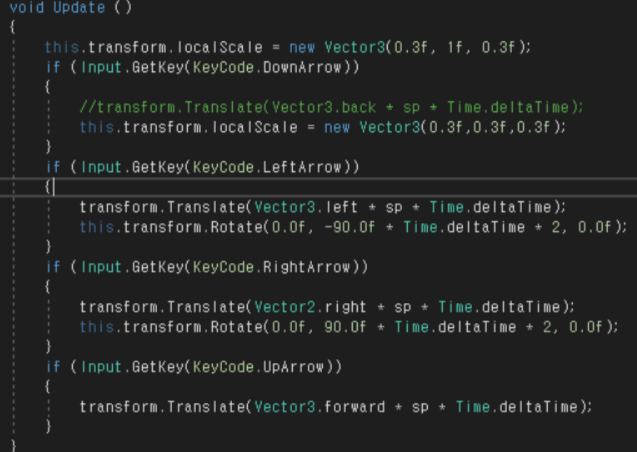 void Update ()
{
this.transform.localScale = new Vector3(0.3f, 1f, 0.3f);
if (Input.GetKey(KeyCode.DownArrow))
{
//transform.Translate(Vector3.back * sp * Time.deltaTime);
this.transform.localScale = new Vector3(0.3f,0.3f,0.3f);
}
if (Input.GetKey(KeyCode.LeftArrow))
{
transform.Translate(Vector3.left * sp * Time.deltaTime);
this.transform.Rotate(0.0f, -90.0f * Time.deltaTime * 2, 0.0f);
}
if (Input.GetKey(KeyCode.RightArrow))
{
transform.Translate(Vector2.right * sp * Time.deltaTime);
this.transform.Rotate(0.0f, 90.0f * Time.deltaTime * 2, 0.0f);
}
if (Input.GetKey(KeyCode.UpArrow))
{
transform.Translate(Vector3.forward * sp * Time.deltaTime);
}
}